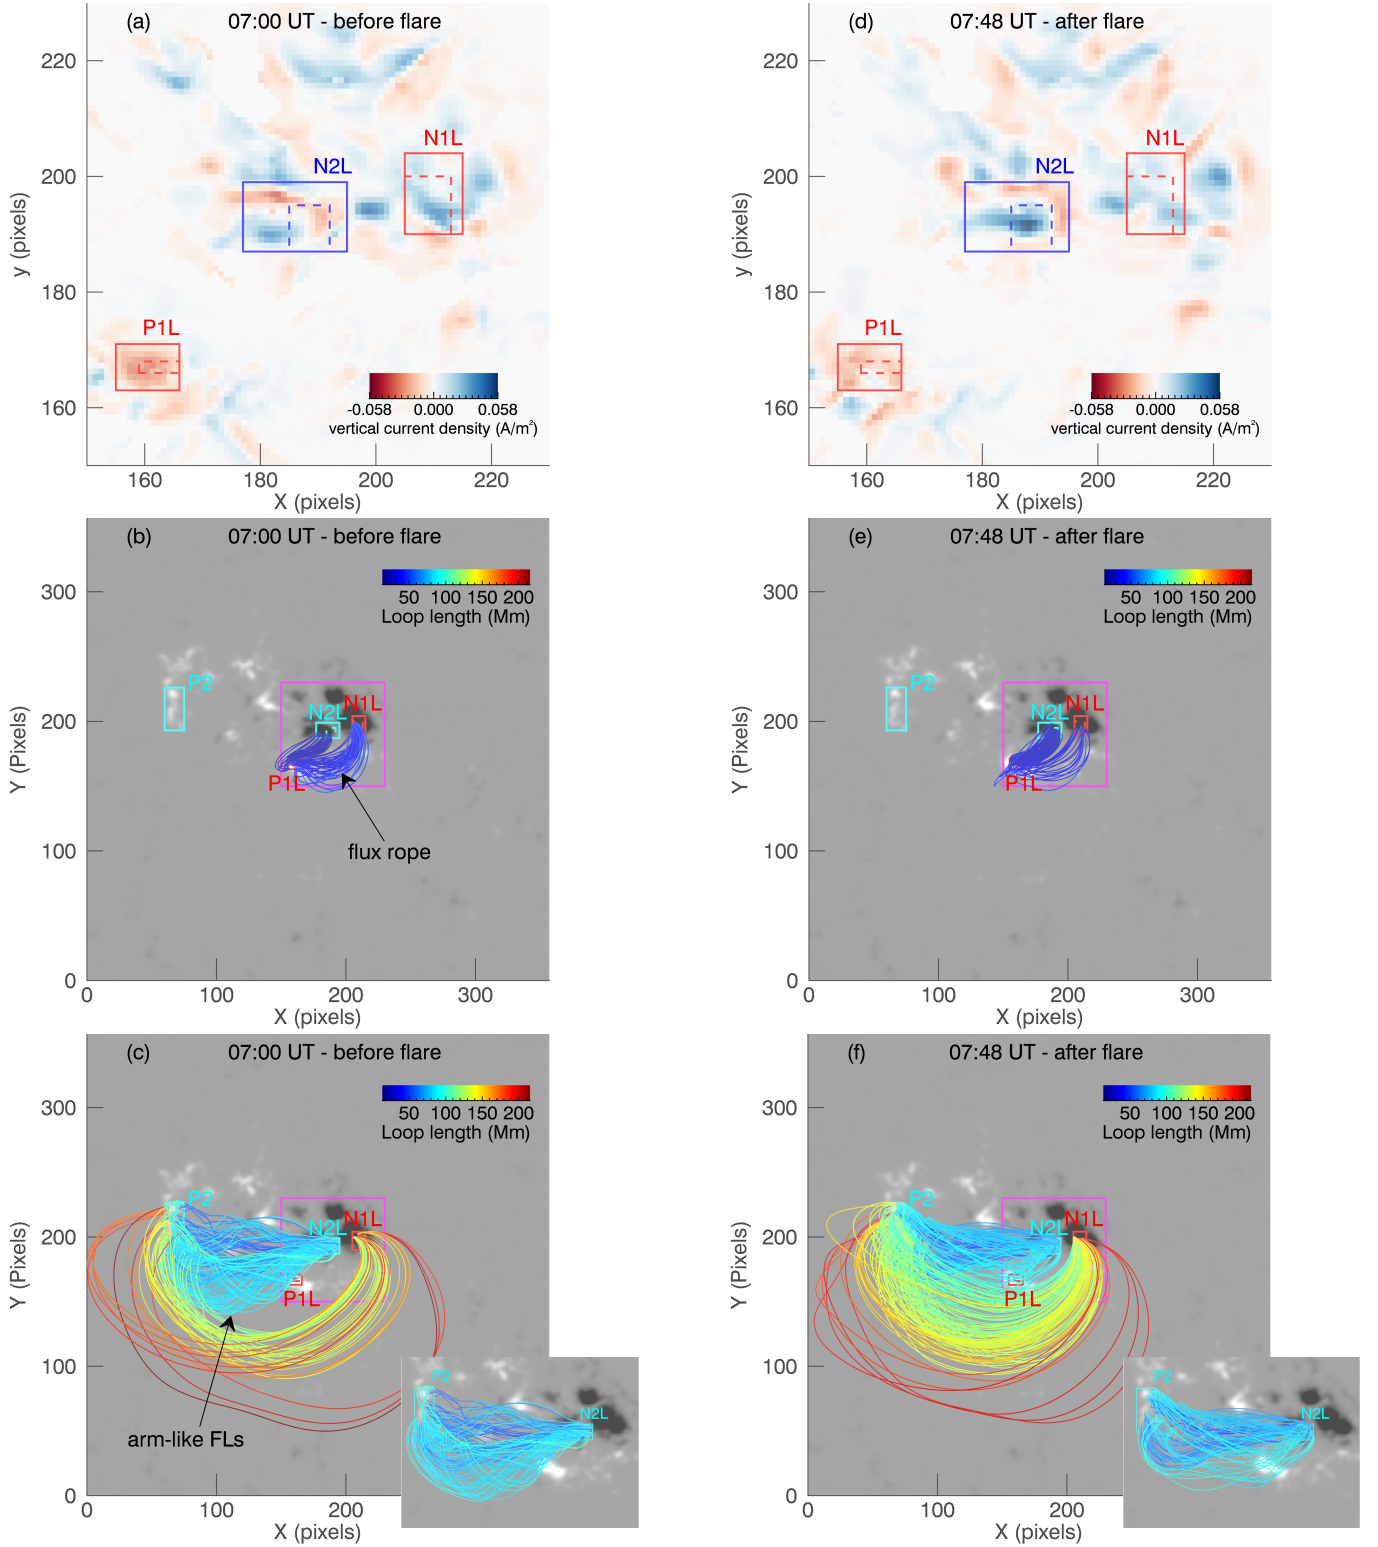 (a) 07:00 UT - before flare
220
200
180
160
y (pixels)
N1L
N2L
P1L
-0.058 0.000 0.058
vertical current density (A/m²)
160 180 200 220
X (pixels)
(d) 07:48 UT - after flare
220
200
180
160
y (pixels)
N1L
N2L
P1L
-0.058 0.000 0.058
vertical current density (A/m²)
160 180 200 220
X (pixels)
(b) 07:00 UT - before flare
50 100 150 200
Loop length (Mm)
300
200
100
0
Y (Pixels)
P2
N1L
N2L
P1L
flux rope
0 100 200 300
X (pixels)
(e) 07:48 UT - after flare
50 100 150 200
Loop length (Mm)
300
200
100
0
Y (Pixels)
P2
N1L
N2L
P1L
0 100 200 300
X (pixels)
(c) 07:00 UT - before flare
50 100 150 200
Loop length (Mm)
300
200
100
0
Y (Pixels)
P2
N1L
N2L
P1L
arm-like FLs
P2
N2L
0 100 200
X (pixels)
(f) 07:48 UT - after flare
50 100 150 200
Loop length (Mm)
300
200
100
0
Y (Pixels)
P2
N1L
N2L
P1L
P2
N2L
0 100 200
X (pixels)